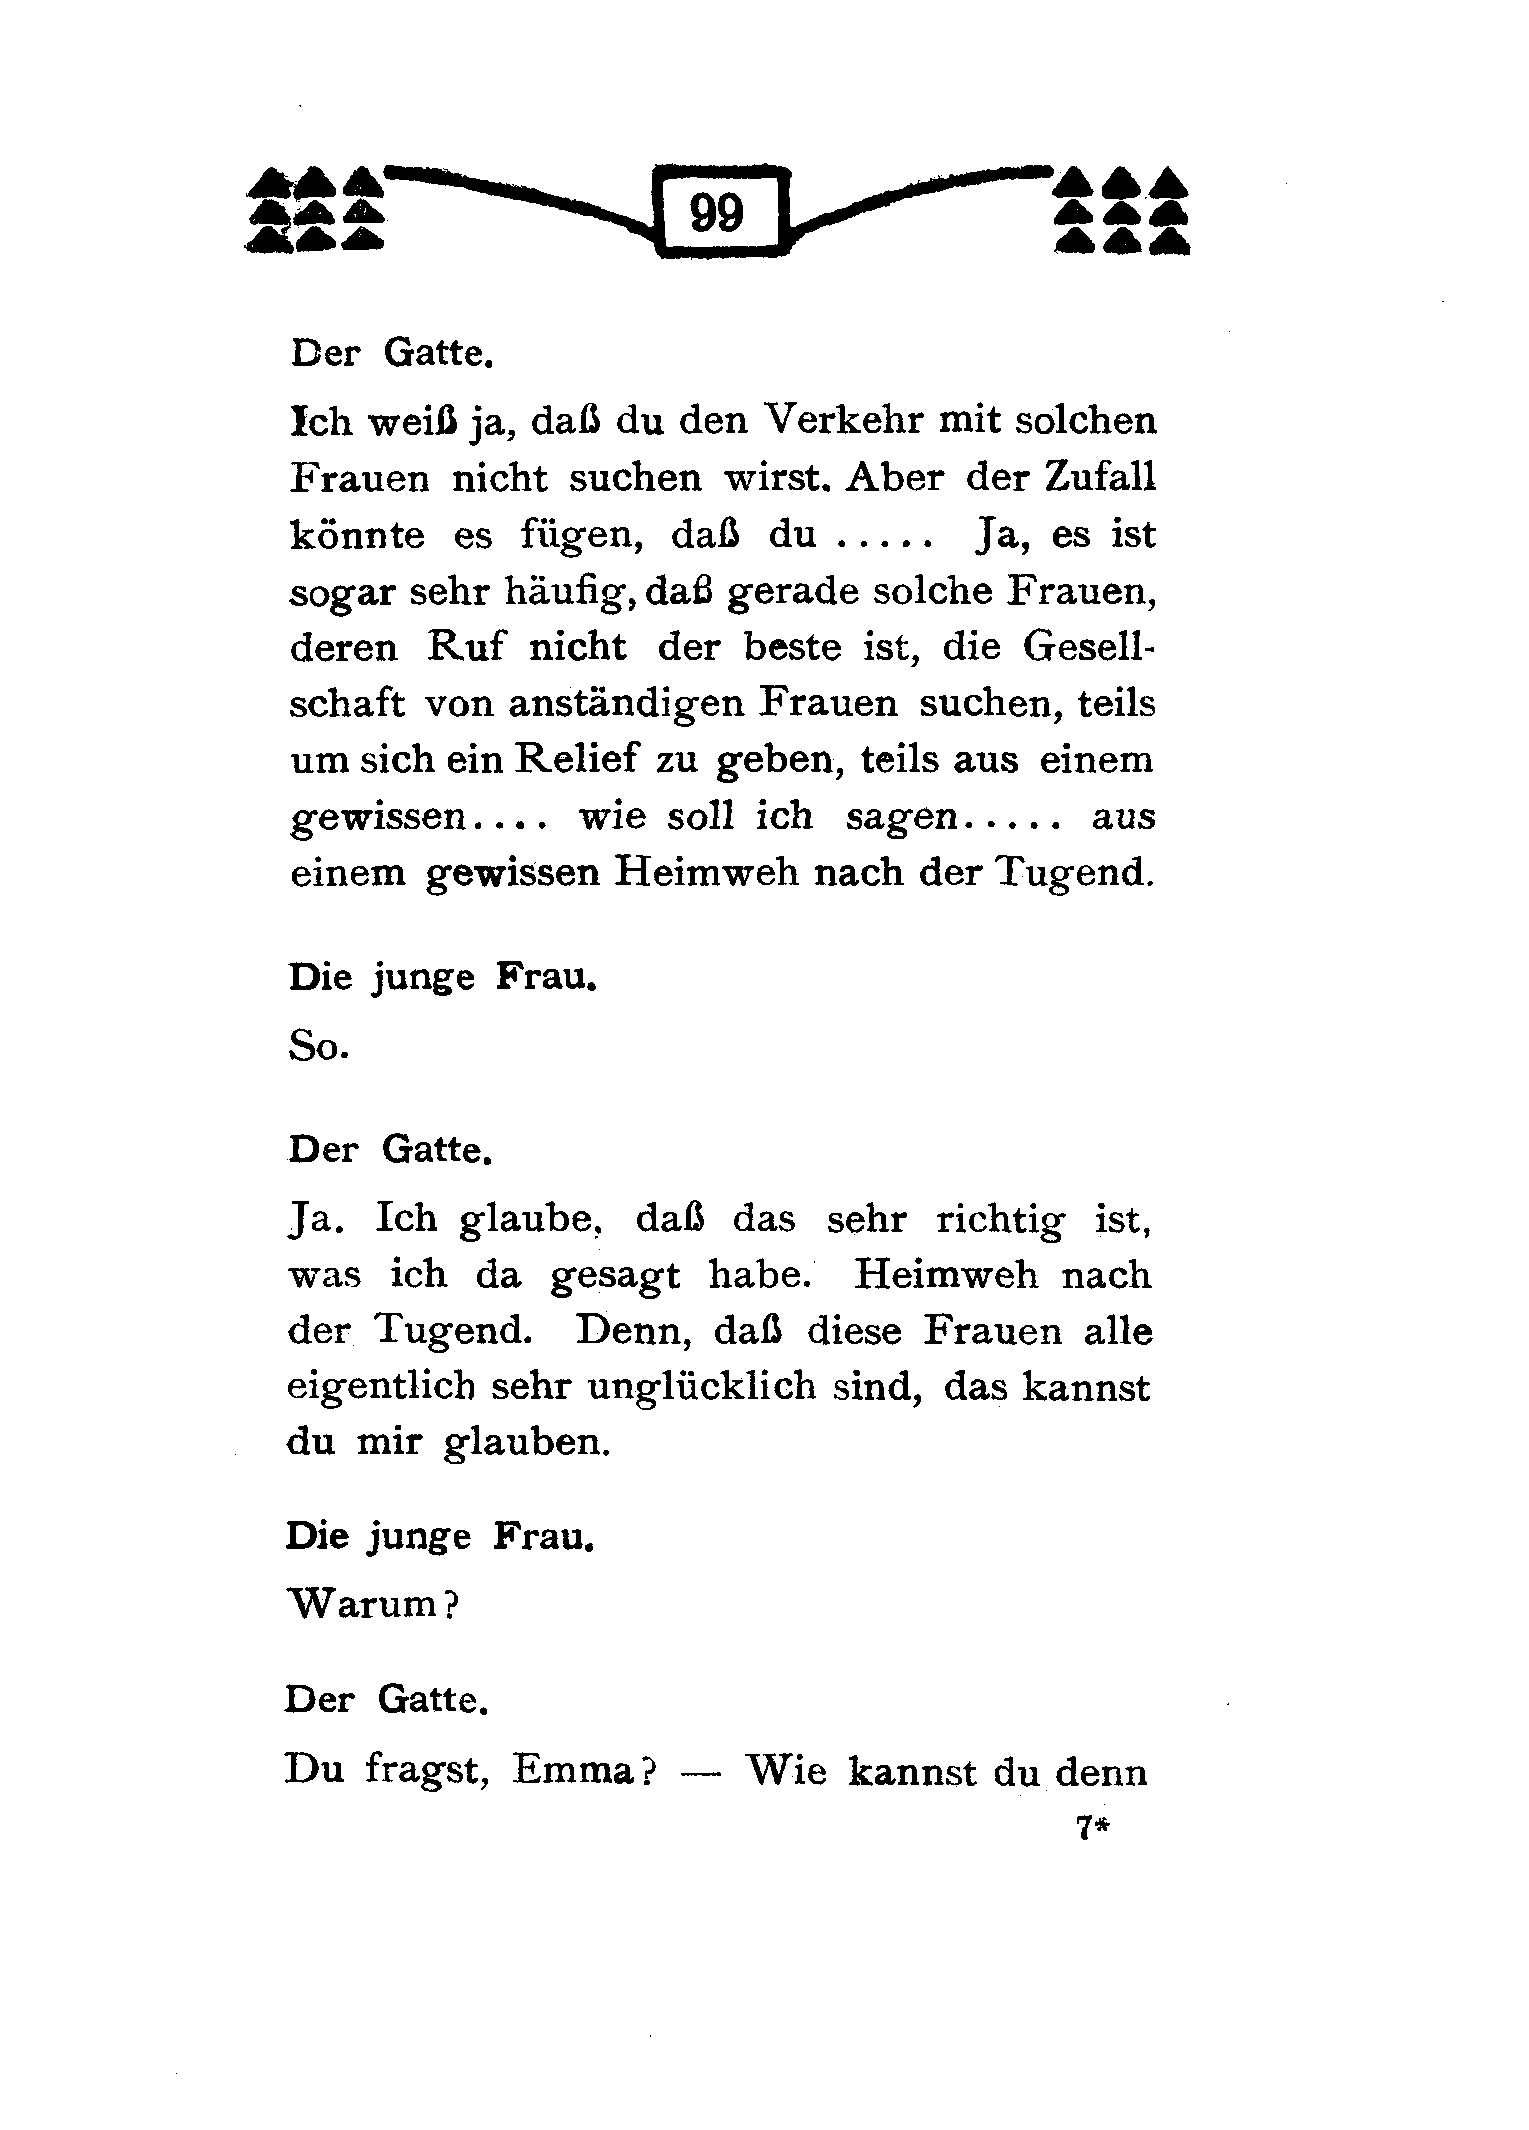 99
Der Gatte.
Ich weiß ja, daß du den Verkehr mit solchen
Frauen nicht suchen wirst. Aber der Zufall
könnte es fügen, daß du ..... Ja, es ist
sogar sehr häufig, daß gerade solche Frauen,
deren Ruf nicht der beste ist, die Gesell-
schaft von anständigen Frauen suchen, teils
um sich ein Relief zu geben, teils aus einem
gewissen.... wie soll ich sagen..... aus
einem gewissen Heimweh nach der Tugend.
Die junge Frau.
So.
Der Gatte.
Ja. Ich glaube, daß das sehr richtig ist,
was ich da gesagt habe. Heimweh nach
der Tugend. Denn, daß diese Frauen alle
eigentlich sehr unglücklich sind, das kannst
du mir glauben.
Die junge Frau.
Warum?
Der Gatte.
Du fragst, Emma? — Wie kannst du denn
7*